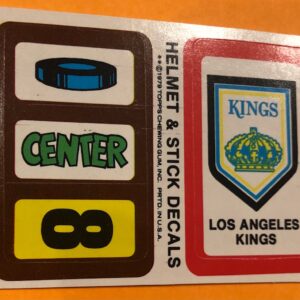 CENTER
8
HELMET & STICK DECALS
**©1979 TOPPS CHEWING GUM, INC. PRTD. IN U.S.A.
KINGS
LOS ANGELES
KINGS